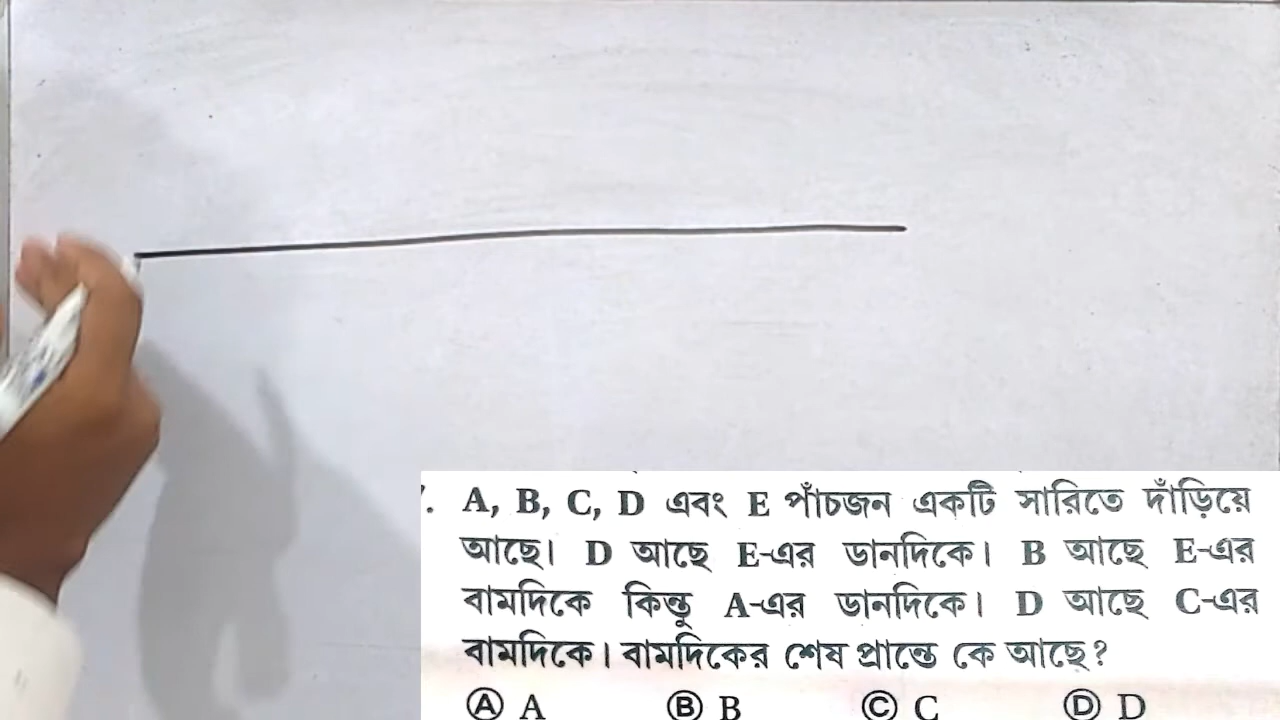 . A, B, C, D এবং E পাঁচজন একটি সারিতে দাঁড়িয়ে
আছে। D আছে E-এর ডানদিকে। B আছে E-এর
বামদিকে কিন্তু A-এর ডানদিকে। D আছে C-এর
বামদিকে। বামদিকের শেষ প্রান্তে কে আছে?
Ⓐ A Ⓑ B Ⓒ C Ⓓ D